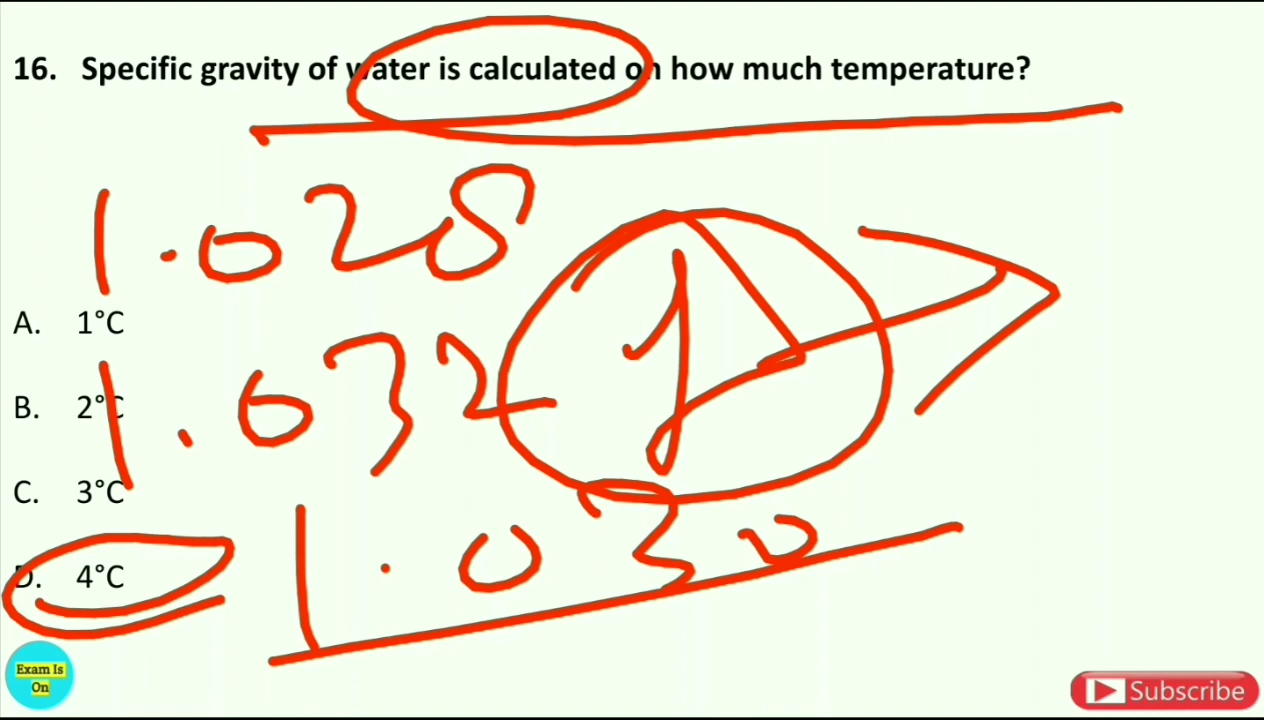 16. Specific gravity of water is calculated on how much temperature?
1.028
A. 1°C
1
1.032
B. 2°C
C. 3°C
1.030
D. 4°C
Exam Is
On
Subscribe